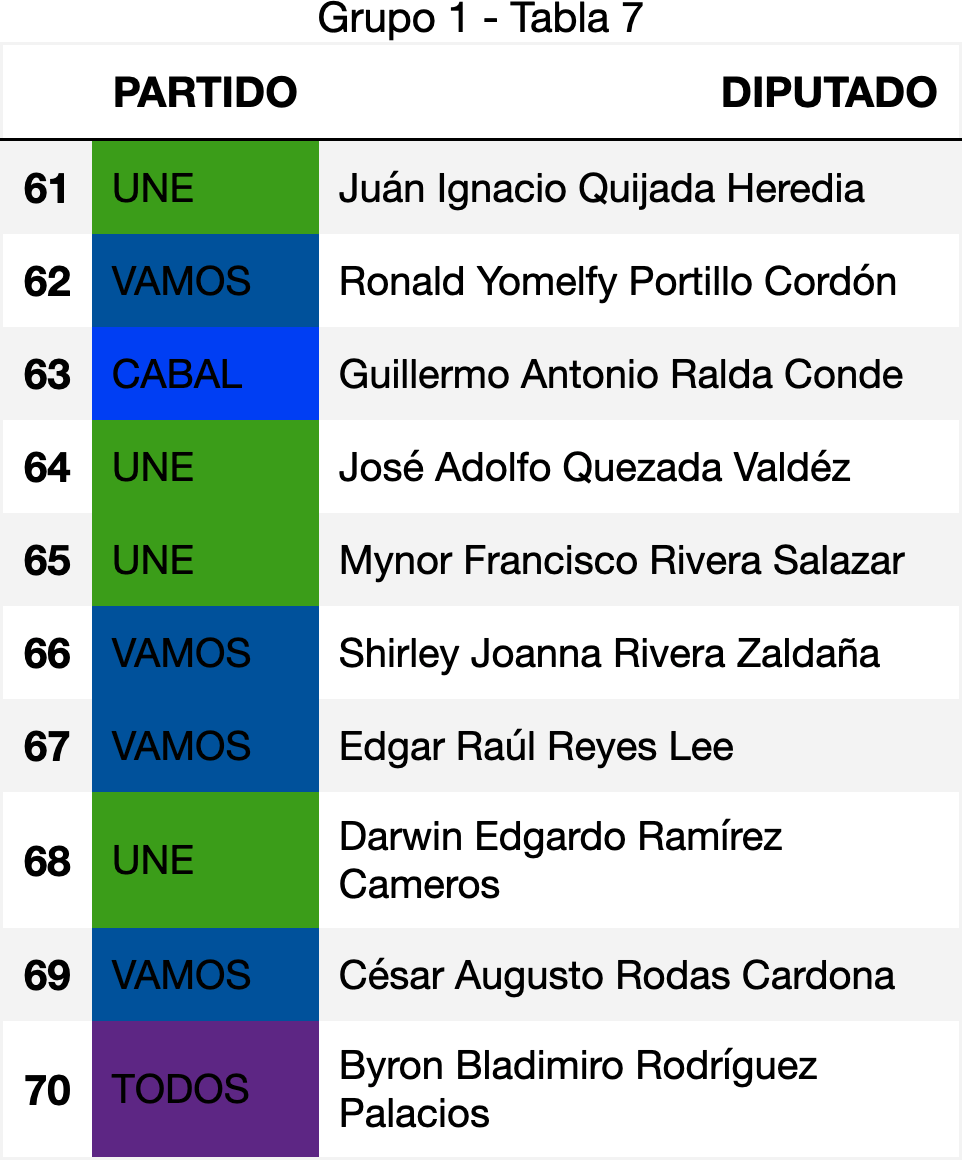 Grupo 1 - Tabla 7
PARTIDO DIPUTADO
61 UNE Juán Ignacio Quijada Heredia
62 VAMOS Ronald Yomelfy Portillo Cordón
63 CABAL Guillermo Antonio Ralda Conde
64 UNE José Adolfo Quezada Valdéz
65 UNE Mynor Francisco Rivera Salazar
66 VAMOS Shirley Joanna Rivera Zaldaña
67 VAMOS Edgar Raúl Reyes Lee
68 UNE Darwin Edgardo Ramírez
Cameros
69 VAMOS César Augusto Rodas Cardona
70 TODOS Byron Bladimiro Rodríguez
Palacios